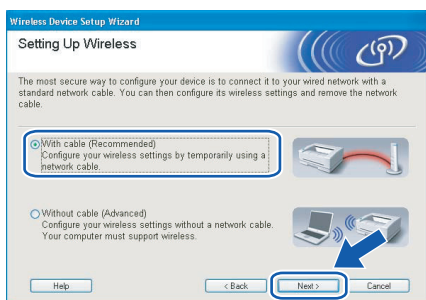 Wireless Device Setup Wizard
Setting Up Wireless
The most secure way to configure your device is to connect it to your wired network with a
standard network cable. You can then configure its wireless settings and remove the network
cable.
With cable (Recommended)
Configure your wireless settings by temporarily using a
network cable.
Without cable (Advanced)
Configure your wireless settings without a network cable.
Your computer must support wireless.
Help
< Back
Next >
Cancel